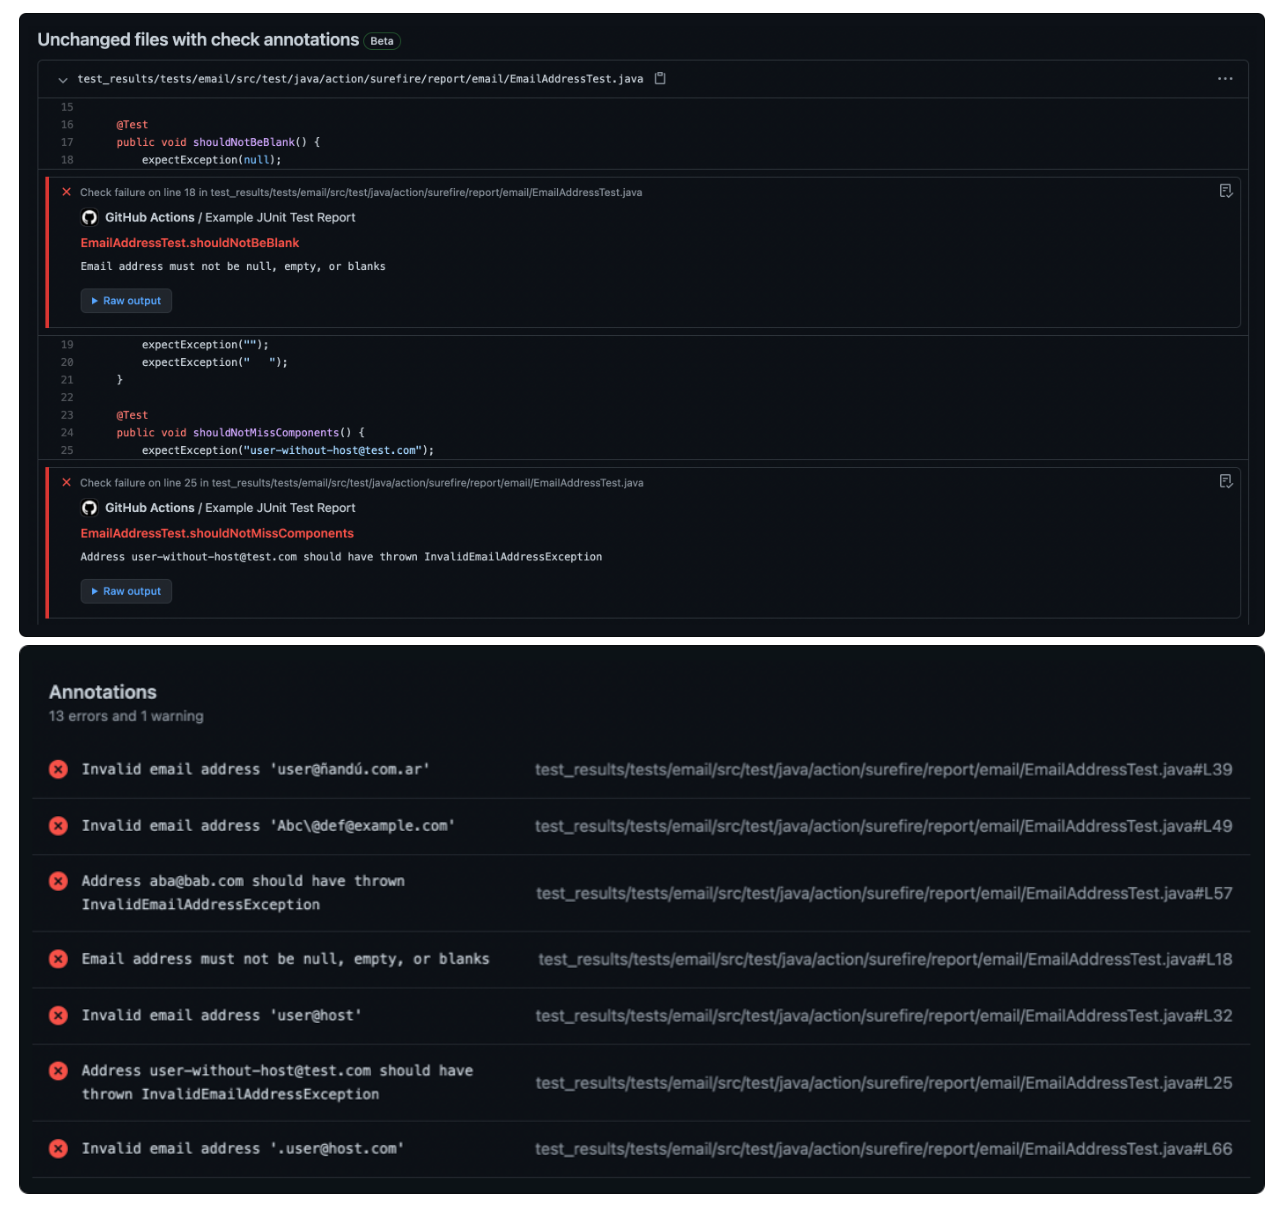 Unchanged files with check annotations Beta
test_results/tests/email/src/test/java/action/surefire/report/email/EmailAddressTest.java
15
16 @Test
17 public void shouldNotBeBlank() {
18 expectException(null);
Check failure on line 18 in test_results/tests/email/src/test/java/action/surefire/report/email/EmailAddressTest.java
GitHub Actions / Example JUnit Test Report
EmailAddressTest.shouldNotBeBlank
Email address must not be null, empty, or blanks
Raw output
19 expectException("");
20 expectException("   ");
21 }
22
23 @Test
24 public void shouldNotMissComponents() {
25 expectException("user-without-host@test.com");
Check failure on line 25 in test_results/tests/email/src/test/java/action/surefire/report/email/EmailAddressTest.java
GitHub Actions / Example JUnit Test Report
EmailAddressTest.shouldNotMissComponents
Address user-without-host@test.com should have thrown InvalidEmailAddressException
Raw output
Annotations
13 errors and 1 warning
Invalid email address 'user@ñandú.com.ar' test_results/tests/email/src/test/java/action/surefire/report/email/EmailAddressTest.java#L39
Invalid email address 'Abc\@def@example.com' test_results/tests/email/src/test/java/action/surefire/report/email/EmailAddressTest.java#L49
Address aba@bab.com should have thrown
InvalidEmailAddressException
test_results/tests/email/src/test/java/action/surefire/report/email/EmailAddressTest.java#L57
Email address must not be null, empty, or blanks test_results/tests/email/src/test/java/action/surefire/report/email/EmailAddressTest.java#L18
Invalid email address 'user@host' test_results/tests/email/src/test/java/action/surefire/report/email/EmailAddressTest.java#L32
Address user-without-host@test.com should have
thrown InvalidEmailAddressException
test_results/tests/email/src/test/java/action/surefire/report/email/EmailAddressTest.java#L25
Invalid email address '.user@host.com' test_results/tests/email/src/test/java/action/surefire/report/email/EmailAddressTest.java#L66